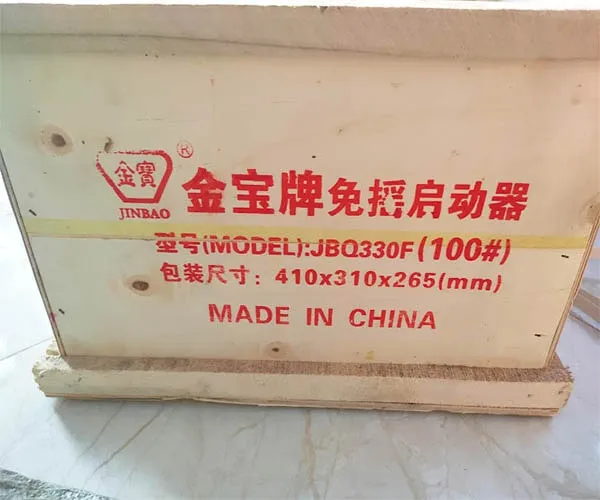 金寶
JINBAO
®
金宝牌免摇启动器
型号(MODEL):JBQ330F(100#)
包装尺寸：410x310x265(mm)
MADE IN CHINA